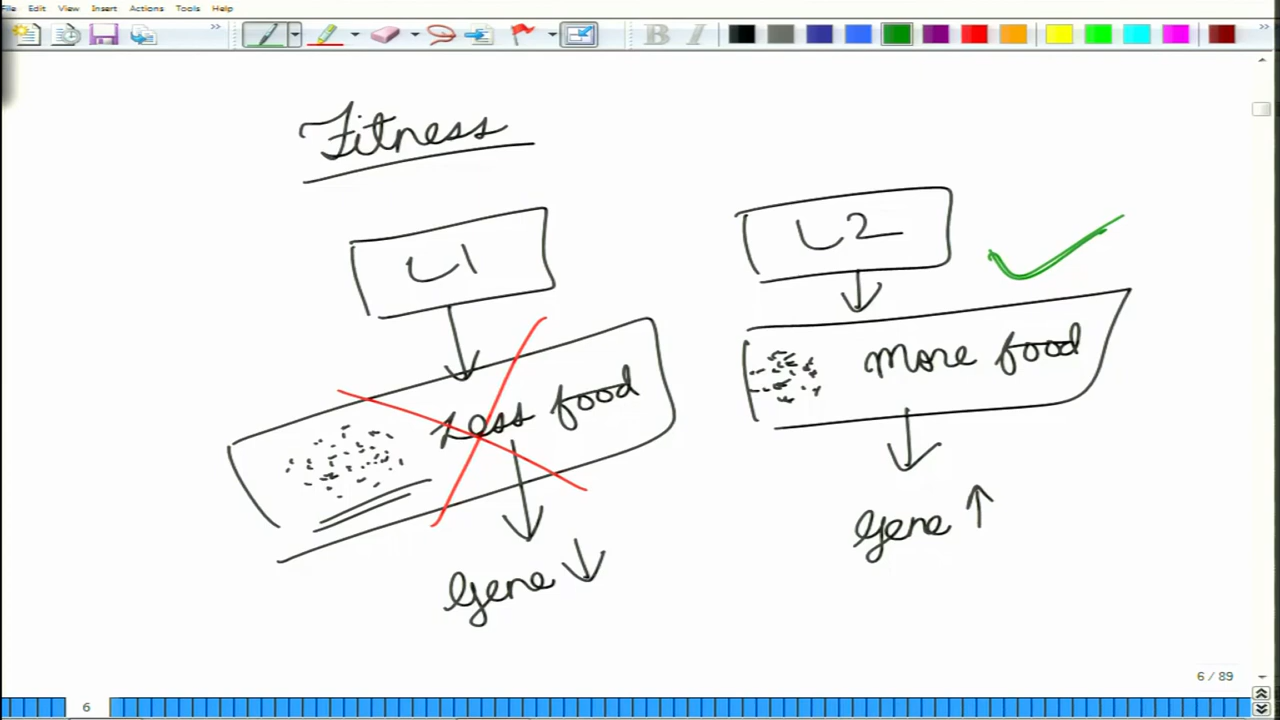 File Edit View Insert Actions Tools Help
B I
Fitness
L1
L2
Less food
More food
Gene ↓
Gene ↑
6 / 89
6